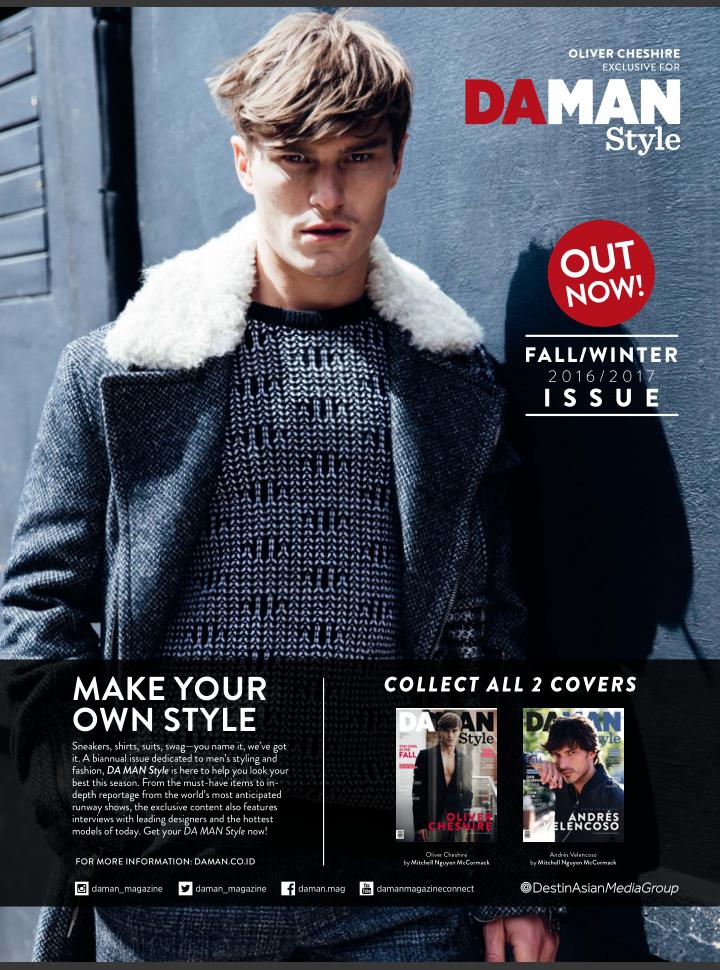 OLIVER CHESHIRE
EXCLUSIVE FOR
DAMAN
Style
OUT
NOW!
FALL/WINTER
2016/2017
ISSUE
MAKE YOUR
OWN STYLE
Sneakers, shirts, suits, swag—you name it, we've got
it. A biannual issue dedicated to men's styling and
fashion, DA MAN Style is here to help you look your
best this season. From the must-have items to in-
depth reportage from the world's most anticipated
runway shows, the exclusive content also features
interviews with leading designers and the hottest
models of today. Get your DA MAN Style now!
FOR MORE INFORMATION: DAMAN.CO.ID
COLLECT ALL 2 COVERS
DAMAN
Style
FALL
OLIVER
CHESHIRE
DAMAN
Style
ANDRÉS
VELENCOSO
Oliver Cheshire
by Mitchell Nguyen McCormack
Andrés Velencoso
by Mitchell Nguyen McCormack
daman_magazine
daman_magazine
daman.mag
You
Tube
damanmagazineconnect
DestinAsianMediaGroup